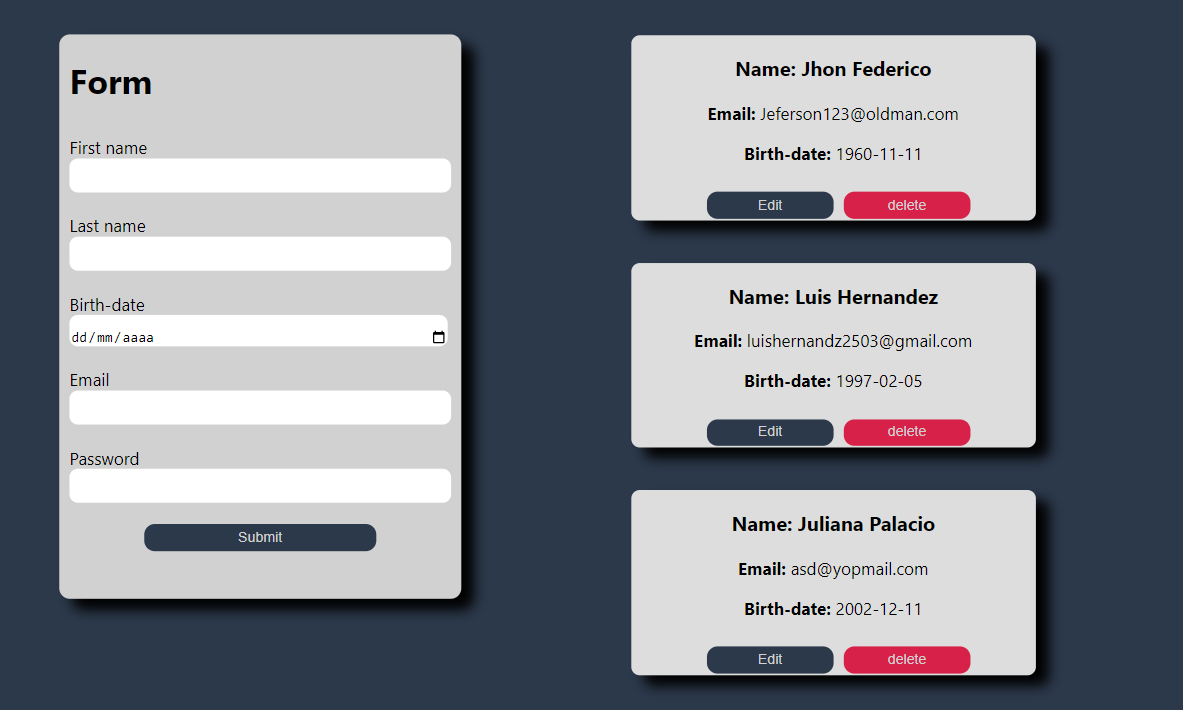 Form
First name
Last name
Birth-date
dd/mm/aaaa
Email
Password
Submit
Name: Jhon Federico
Email: Jeferson123@oldman.com
Birth-date: 1960-11-11
Edit delete
Name: Luis Hernandez
Email: luishernandz2503@gmail.com
Birth-date: 1997-02-05
Edit delete
Name: Juliana Palacio
Email: asd@yopmail.com
Birth-date: 2002-12-11
Edit delete